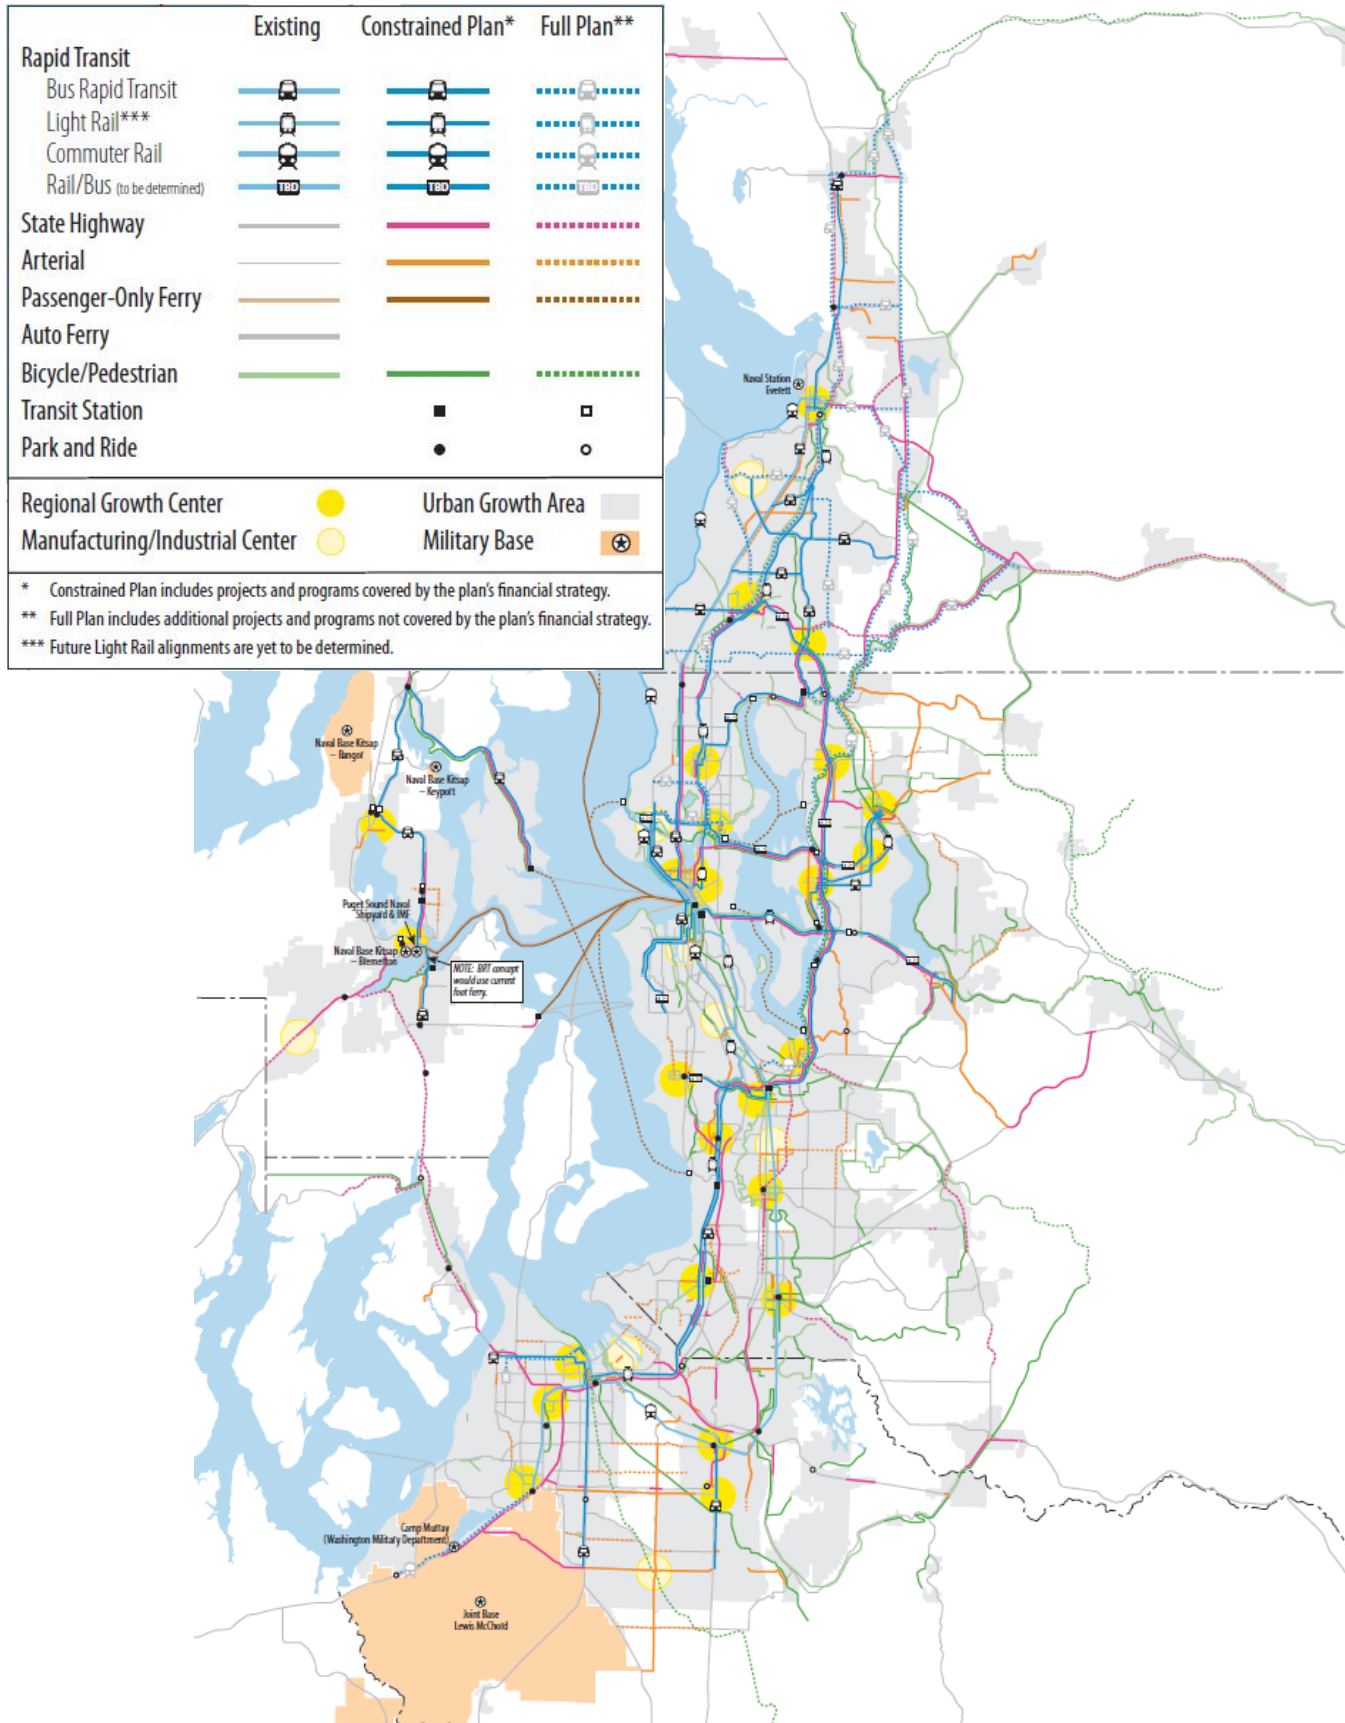 Existing Constrained Plan* Full Plan**
Rapid Transit
Bus Rapid Transit
Light Rail***
Commuter Rail
Rail/Bus (to be determined) TBD TBD TBD
State Highway
Arterial
Passenger-Only Ferry
Auto Ferry
Bicycle/Pedestrian
Transit Station
Park and Ride
Regional Growth Center Urban Growth Area
Manufacturing/Industrial Center Military Base
* Constrained Plan includes projects and programs covered by the plan's financial strategy.
** Full Plan includes additional projects and programs not covered by the plan's financial strategy.
*** Future Light Rail alignments are yet to be determined.
Naval Station
Everett
Naval Base Kitsap
– Bangor
Naval Base Kitsap
– Keyport
Puget Sound Naval
Shipyard & IMF
Naval Base Kitsap
– Bremerton
NOTE: BRT concept
would use current
foot ferry.
Camp Murray
(Washington Military Department)
Joint Base
Lewis McChord